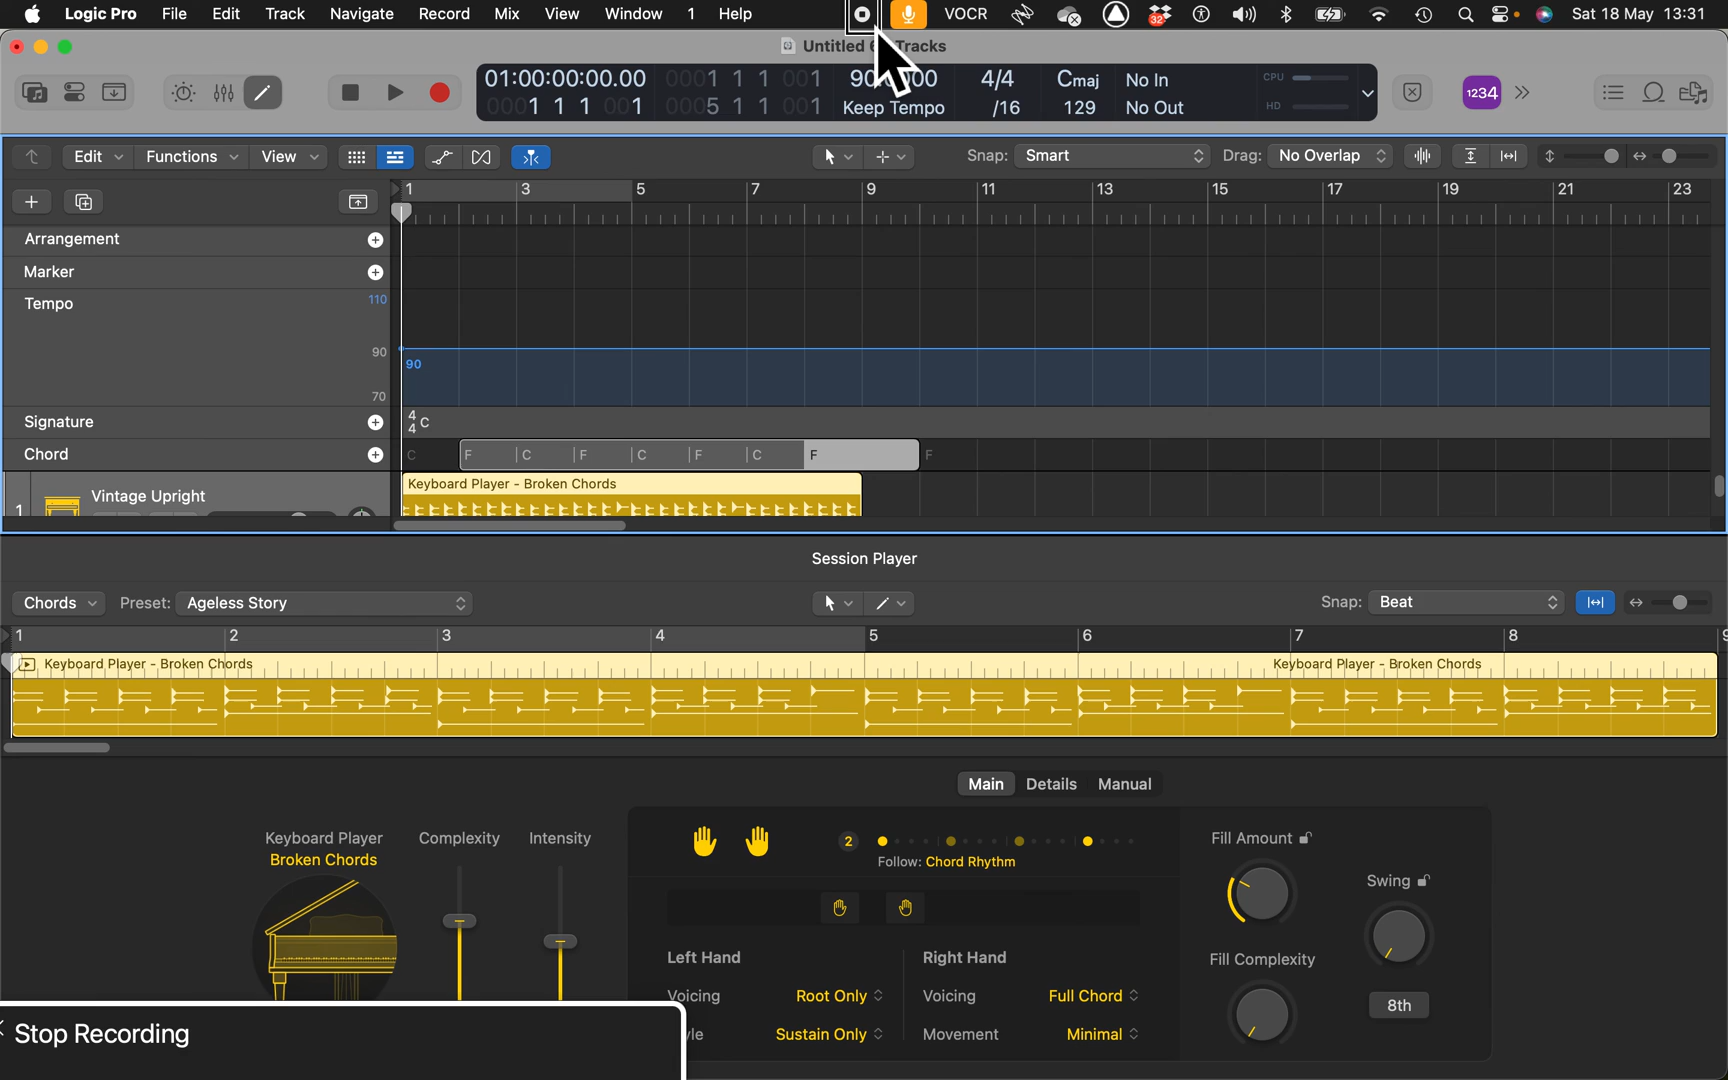 Logic Pro File Edit Track Navigate Record Mix View Window 1 Help VOCR 32 Sat 18 May 13:31
Untitled Tracks
01:00:00:00.00 0001 1 1 001 4/4 Cmaj No In CPU
0001 1 1 001 0005 1 1 001 Keep Tempo /16 129 No Out HD
1234
Edit Functions View Snap: Smart Drag: No Overlap
1 3 5 7 9 11 13 15 17 19 21 23
Arrangement
Marker
Tempo 110
90
90
70
Signature 4 4 C
Chord C F C F C F C F F
Keyboard Player - Broken Chords
1 Vintage Upright
Session Player
Chords Preset: Ageless Story Snap: Beat
1 2 3 4 5 6 7 8 9
Keyboard Player - Broken Chords Keyboard Player - Broken Chords
Main Details Manual
Keyboard Player Complexity Intensity 2 Fill Amount
Broken Chords Follow: Chord Rhythm
Swing
Left Hand Right Hand Fill Complexity
Voicing Root Only Voicing Full Chord 8th
Sustain Only Movement Minimal
Stop Recording